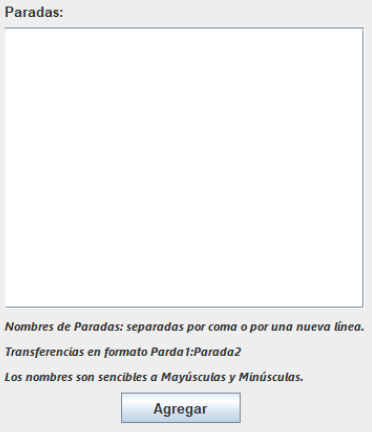 Paradas:
Nombres de Paradas: separadas por coma o por una nueva línea.
Transferencias en formato Parda1:Parada2
Los nombres son sencibles a Mayúsculas y Minúsculas.
Agregar